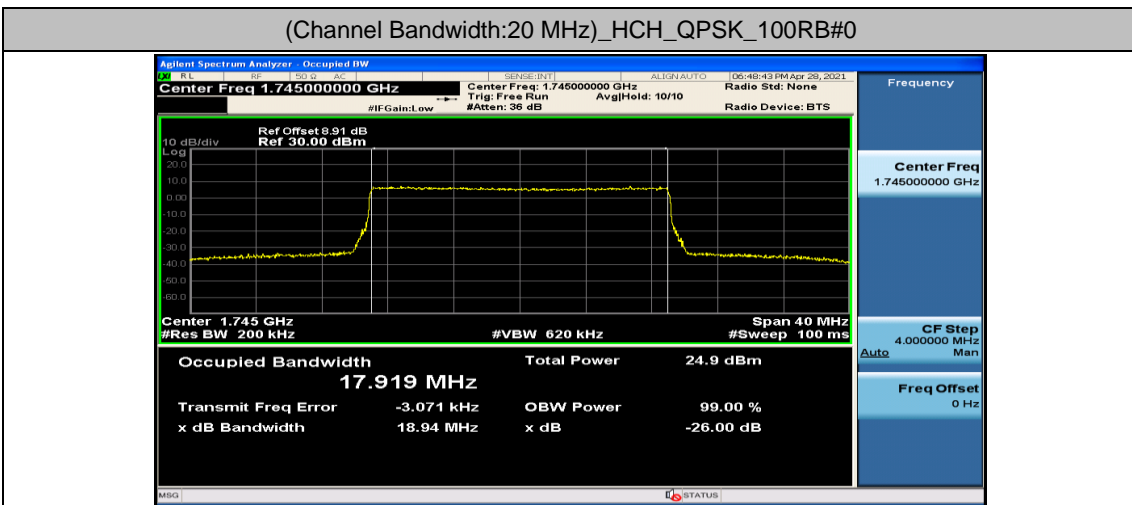 (Channel Bandwidth:20 MHz)_HCH_QPSK_100RB#0
Agilent Spectrum Analyzer - Occupied BW
LXI RL RF 50 Ω AC SENSE:INT ALIGNAUTO 06:48:43 PM Apr 28, 2021
Center Freq 1.745000000 GHz
Center Freq: 1.745000000 GHz
Radio Std: None
Trig: Free Run Avg|Hold: 10/10
#IFGain:Low #Atten: 36 dB Radio Device: BTS
Ref Offset 8.91 dB
10 dB/div Ref 30.00 dBm
Log
20.0
10.0
0.00
-10.0
-20.0
-30.0
-40.0
-50.0
-60.0
Center 1.745 GHz Span 40 MHz
#Res BW 200 kHz #VBW 620 kHz #Sweep 100 ms
Occupied Bandwidth Total Power 24.9 dBm
17.919 MHz
Transmit Freq Error -3.071 kHz OBW Power 99.00 %
x dB Bandwidth 18.94 MHz x dB -26.00 dB
MSG STATUS
Frequency
Center Freq
1.745000000 GHz
CF Step
4.000000 MHz
Auto Man
Freq Offset
0 Hz